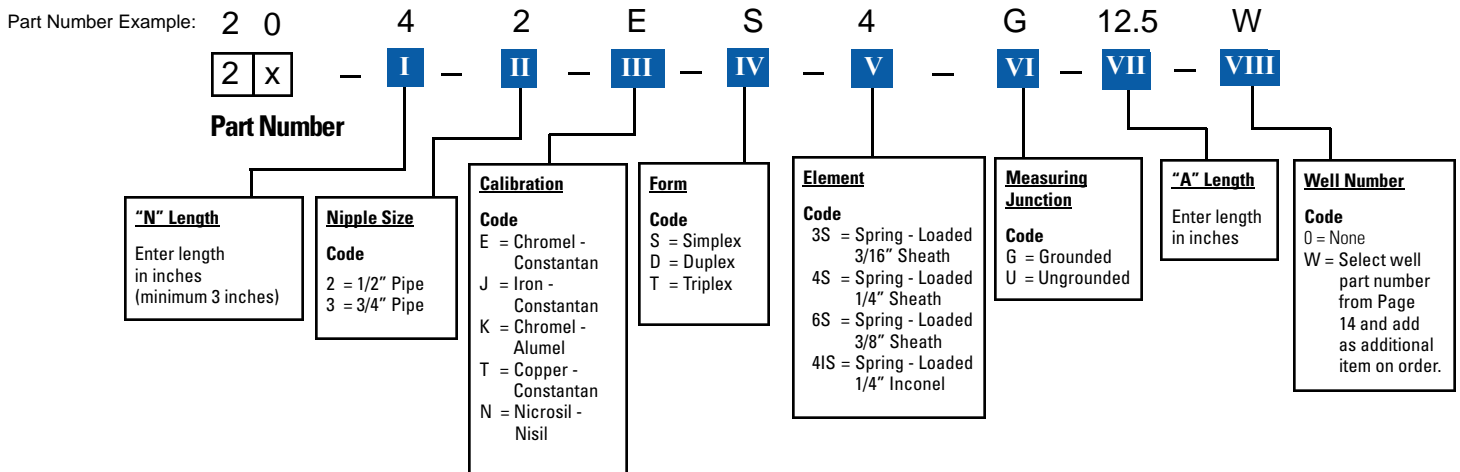 Part Number Example: 2 0 4 2 E S 4 G 12.5 W
2 x – I – II – III – IV – V – VI – VII – VIII
Part Number
"N" Length
Enter length
in inches
(minimum 3 inches)
Nipple Size
Code
2 = 1/2" Pipe
3 = 3/4" Pipe
Calibration
Code
E = Chromel -
Constantan
J = Iron -
Constantan
K = Chromel -
Alumel
T = Copper -
Constantan
N = Nicrosil -
Nisil
Form
Code
S = Simplex
D = Duplex
T = Triplex
Element
Code
3S = Spring - Loaded
3/16" Sheath
4S = Spring - Loaded
1/4" Sheath
6S = Spring - Loaded
3/8" Sheath
4IS = Spring - Loaded
1/4" Inconel
Measuring
Junction
Code
G = Grounded
U = Ungrounded
"A" Length
Enter length
in inches
Well Number
Code
0 = None
W = Select well
part number
from Page
14 and add
as additional
item on order.